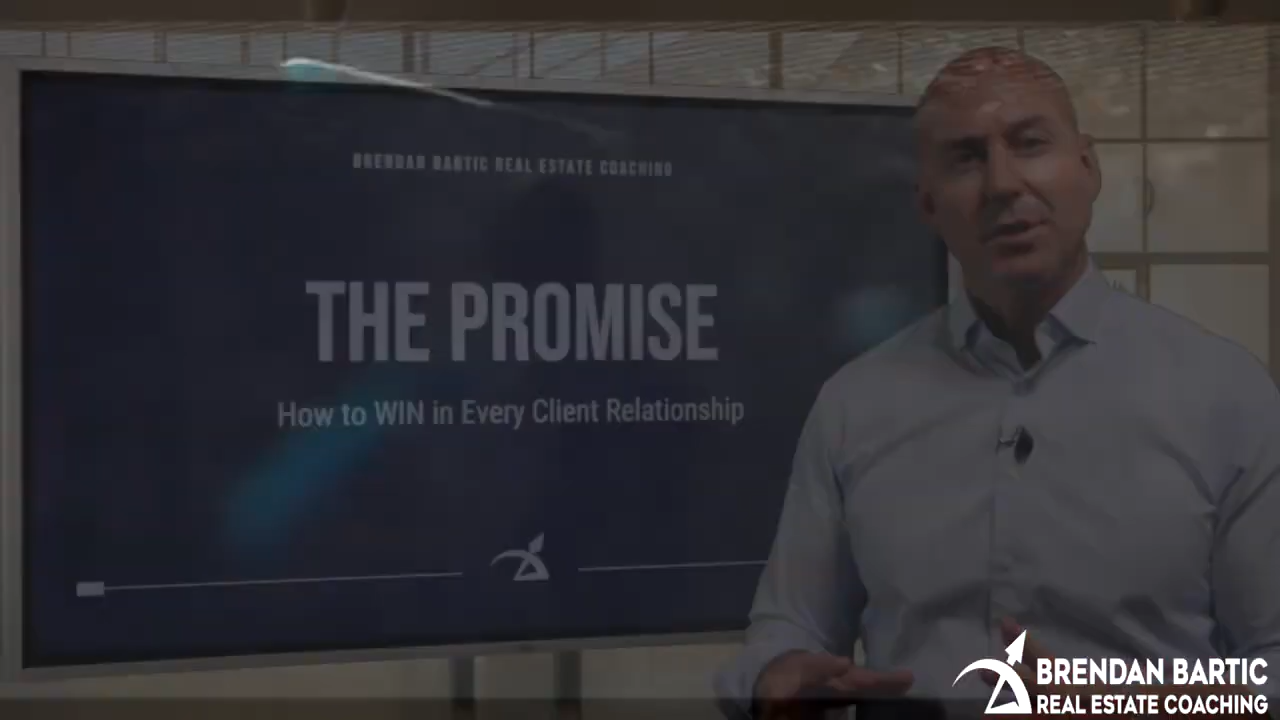 BRENDAN BARTIC REAL ESTATE COACHING
THE PROMISE
How to WIN in Every Client Relationship
BRENDAN BARTIC
REAL ESTATE COACHING